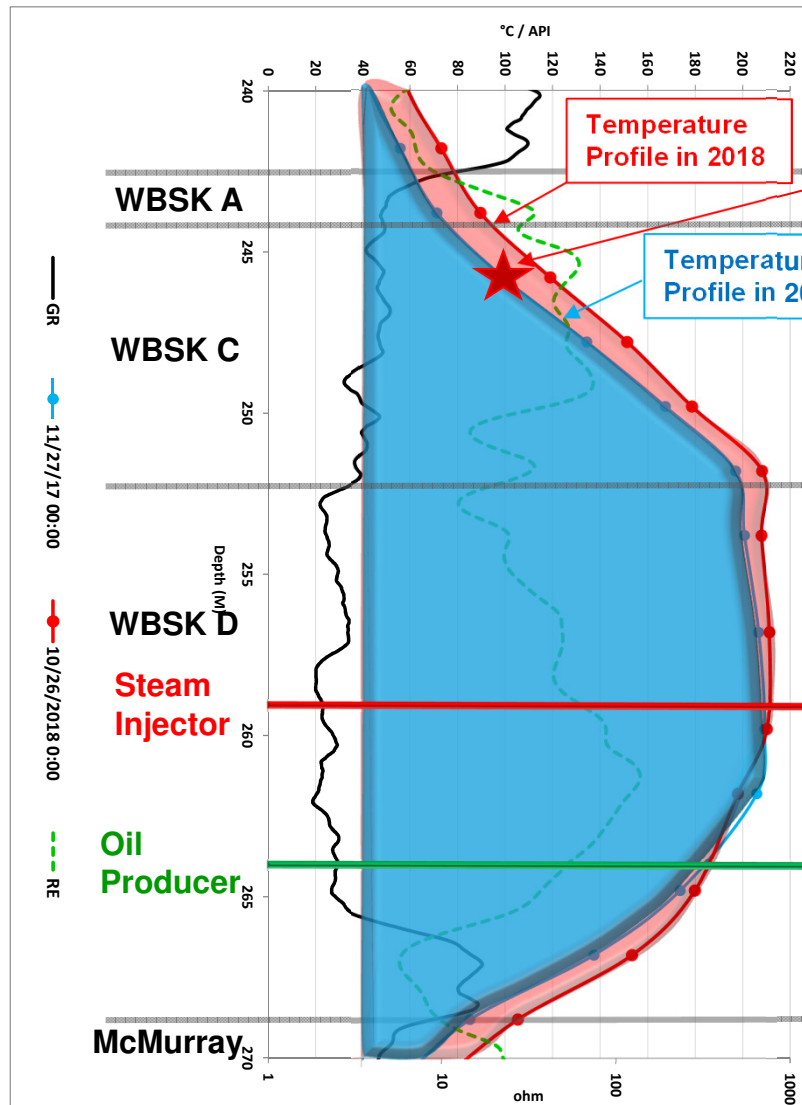 °C / API
0 20 40 60 80 100 120 140 160 180 200 220
240
Temperature
Profile in 2018
WBSK A
245
Temperatur
Profile in 20
WBSK C
250
GR
11/27/17 00:00
10/26/2018 0:00
RE
255
Depth (M)
WBSK D
Steam
Injector
260
Oil
Producer
265
McMurray
270
1 10 100 1000
ohm